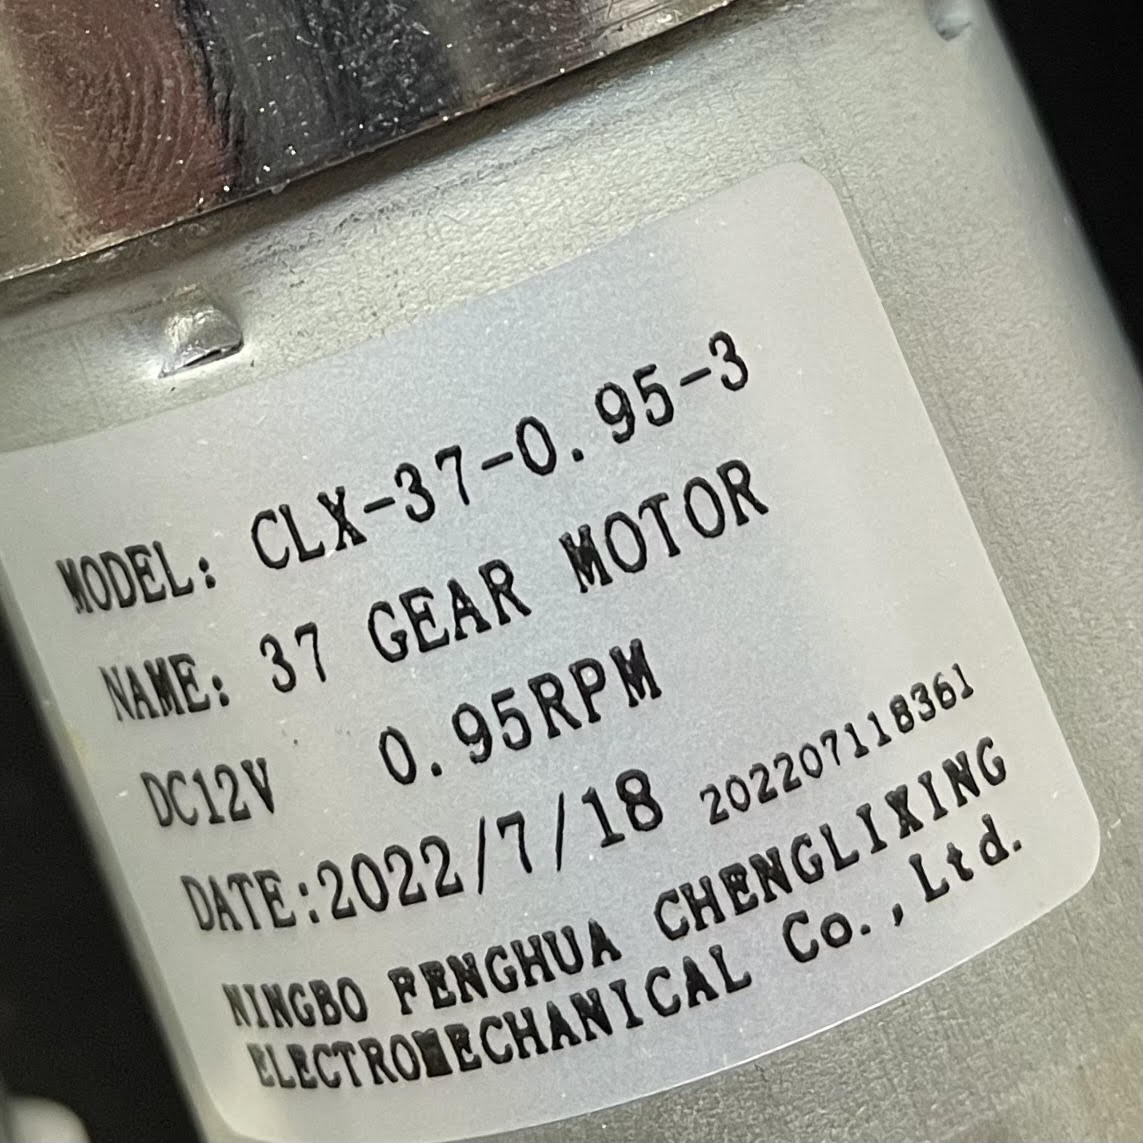 MODEL: CLX-37-0.95-3
NAME: 37 GEAR MOTOR
DC12V 0.95RPM
DATE:2022/7/18 202207118361
NINGBO FENGHUA CHENGLIXING
ELECTROMECHANICAL Co.,Ltd.